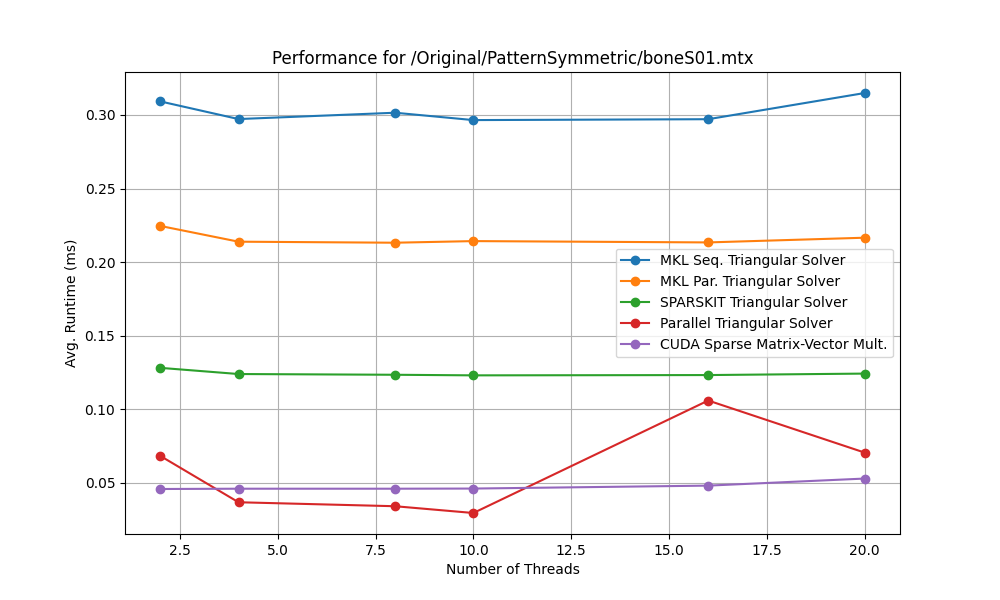 Performance for /Original/PatternSymmetric/boneS01.mtx
Avg. Runtime (ms)
0.30
0.25
0.20
0.15
0.10
0.05
MKL Seq. Triangular Solver
MKL Par. Triangular Solver
SPARSKIT Triangular Solver
Parallel Triangular Solver
CUDA Sparse Matrix-Vector Mult.
2.5 5.0 7.5 10.0 12.5 15.0 17.5 20.0
Number of Threads